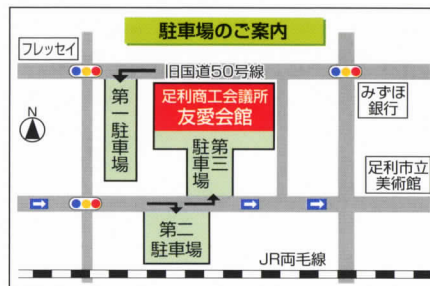 駐車場のご案内
フレッセイ
旧国道50号線
みずほ
銀行
第一駐車場
足利商工会議所
友愛会館
第三
駐車場
N
足利市立
美術館
第二
駐車場
JR両毛線